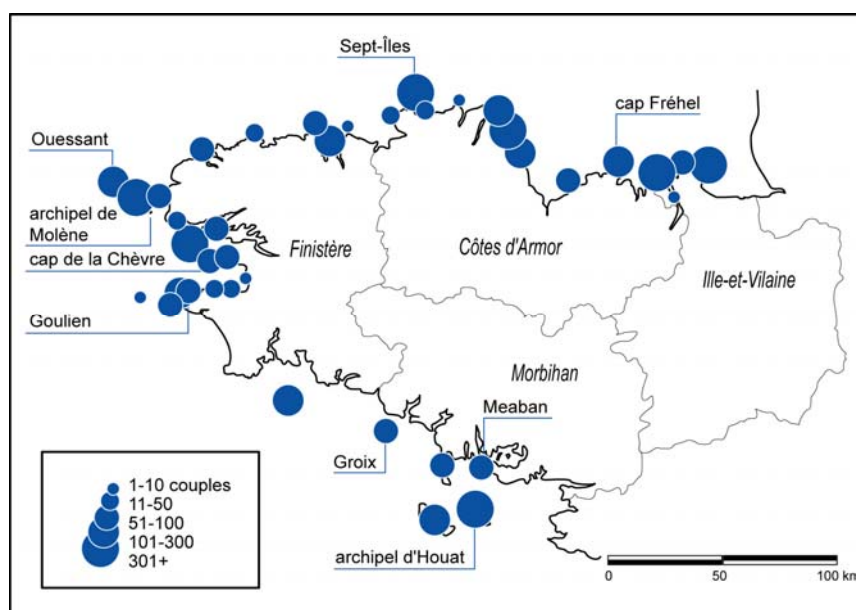 Sept-Îles
cap Fréhel
Ouessant
archipel de
Molène
cap de la Chèvre
Finistère
Côtes d'Armor
Ille-et-Vilaine
Goulien
Morbihan
Meaban
Groix
archipel d'Houat
1-10 couples
11-50
51-100
101-300
301+
0 50 100 km